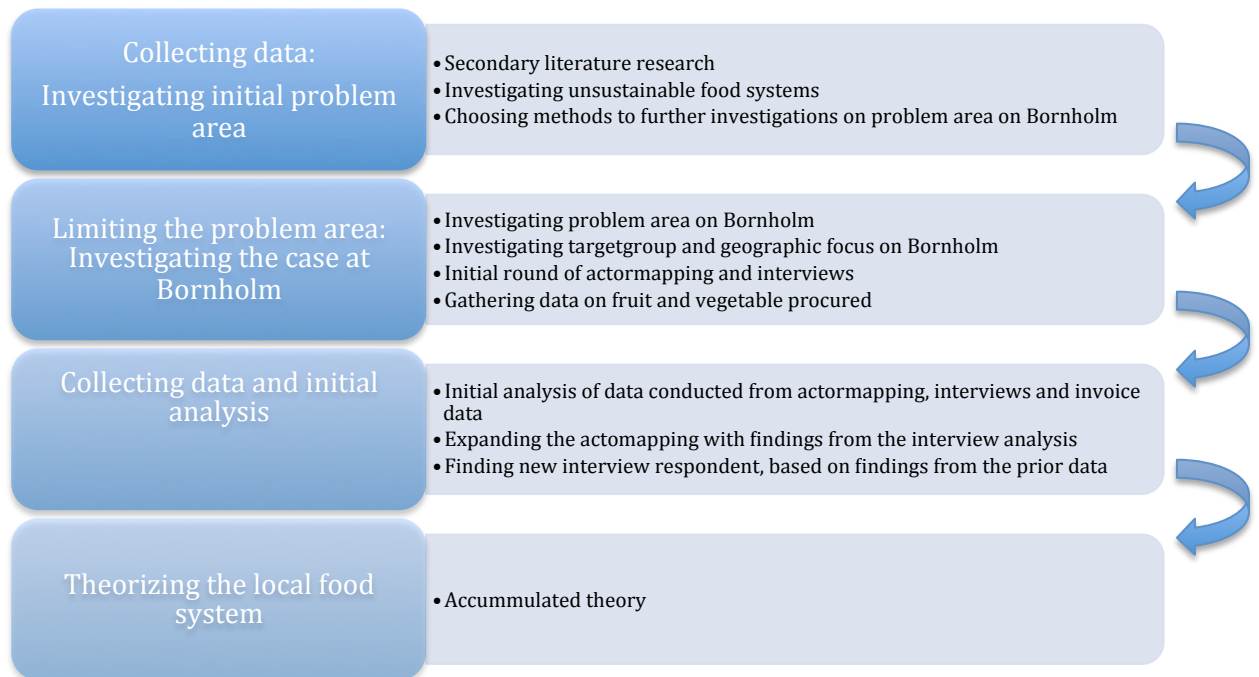 Collecting data:
Investigating initial problem
area
• Secondary literature research
• Investigating unsustainable food systems
• Choosing methods to further investigations on problem area on Bornholm
Limiting the problem area:
Investigating the case at
Bornholm
• Investigating problem area on Bornholm
• Investigating targetgroup and geographic focus on Bornholm
• Initial round of actormapping and interviews
• Gathering data on fruit and vegetable procured
Collecting data and initial
analysis
• Initial analysis of data conducted from actormapping, interviews and invoice
data
• Expanding the actomapping with findings from the interview analysis
• Finding new interview respondent, based on findings from the prior data
Theorizing the local food
system
• Accummulated theory